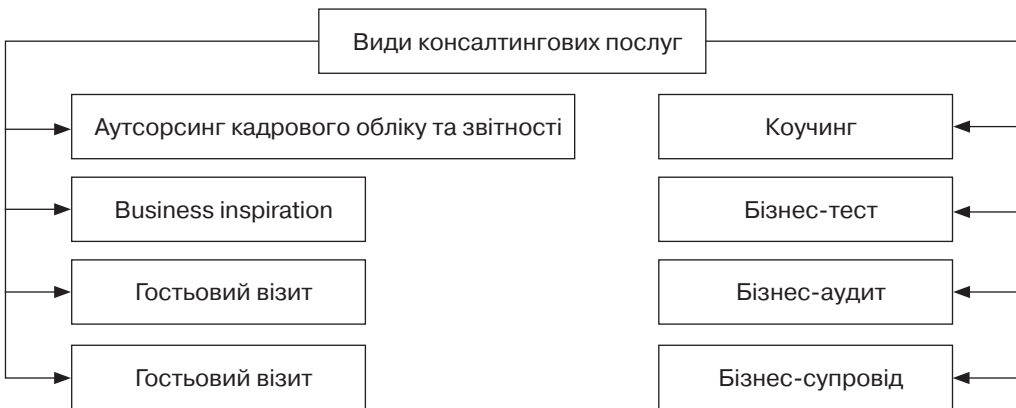 Види консалтингових послуг
Аутсорсинг кадрового обліку та звітності
Коучинг
Business inspiration
Бізнес-тест
Гостьовий візит
Бізнес-аудит
Гостьовий візит
Бізнес-супровід